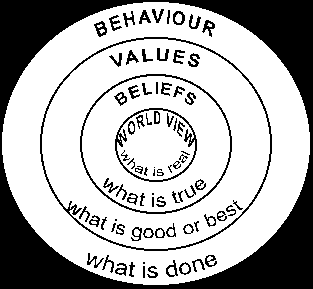 BEHAVIOUR
VALUES
BELIEFS
WORLD VIEW
what is real
what is true
what is good or best
what is done